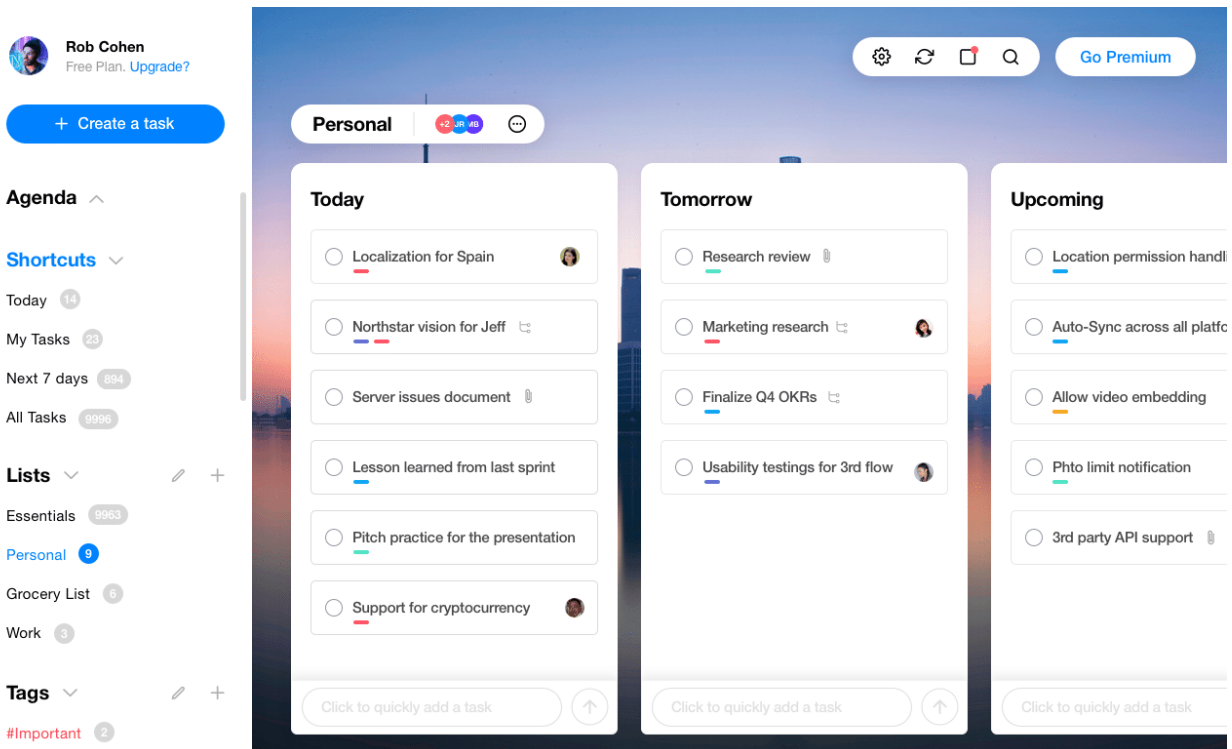 Rob Cohen
Free Plan. Upgrade?
+ Create a task
Agenda
Shortcuts
Today 14
My Tasks 23
Next 7 days 894
All Tasks 9996
Lists
Essentials 9963
Personal 9
Grocery List 6
Work 3
Tags
#Important 2
Go Premium
Personal +2 JR MB
Today
Localization for Spain
Northstar vision for Jeff
Server issues document
Lesson learned from last sprint
Pitch practice for the presentation
Support for cryptocurrency
Click to quickly add a task
Tomorrow
Research review
Marketing research
Finalize Q4 OKRs
Usability testings for 3rd flow
Click to quickly add a task
Upcoming
Location permission handli
Auto-Sync across all platfo
Allow video embedding
Phto limit notification
3rd party API support
Click to quickly add a task